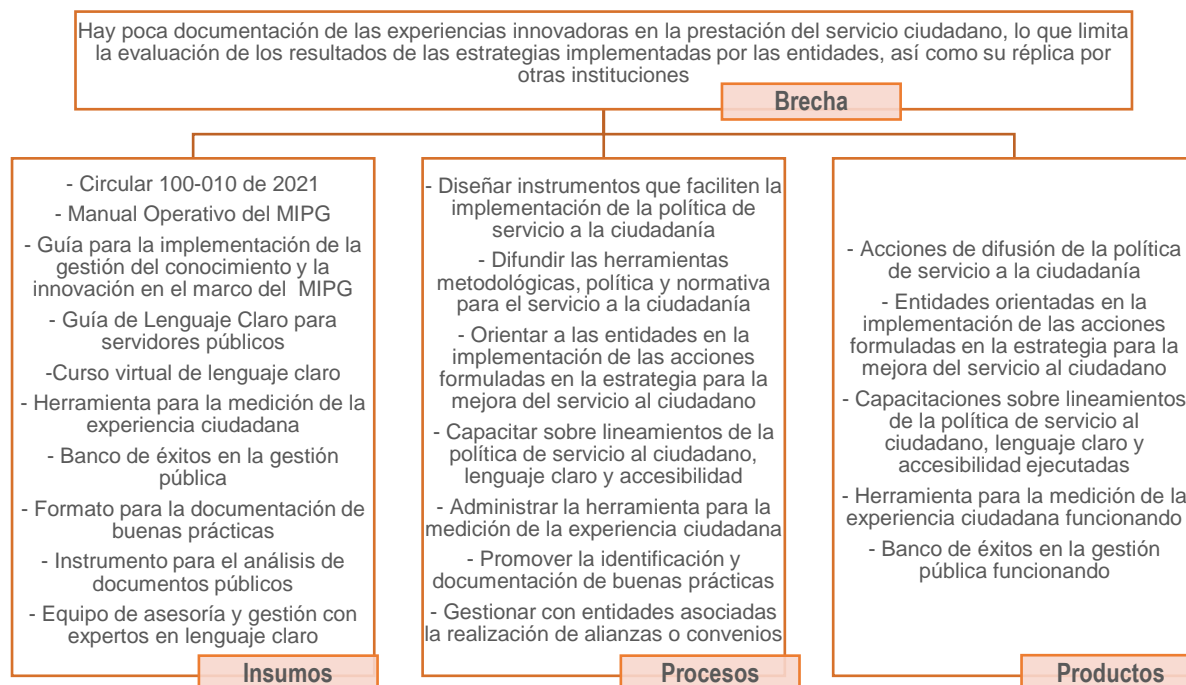 Hay poca documentación de las experiencias innovadoras en la prestación del servicio ciudadano, lo que limita
la evaluación de los resultados de las estrategias implementadas por las entidades, así como su réplica por
otras instituciones
Brecha
- Circular 100-010 de 2021
- Manual Operativo del MIPG
- Guía para la implementación de la
gestión del conocimiento y la
innovación en el marco del MIPG
- Guía de Lenguaje Claro para
servidores públicos
-Curso virtual de lenguaje claro
- Herramienta para la medición de la
experiencia ciudadana
- Banco de éxitos en la gestión
pública
- Formato para la documentación de
buenas prácticas
- Instrumento para el análisis de
documentos públicos
- Equipo de asesoría y gestión con
expertos en lenguaje claro
Insumos
- Diseñar instrumentos que faciliten la
implementación de la política de
servicio a la ciudadanía
- Difundir las herramientas
metodológicas, política y normativa
para el servicio a la ciudadanía
- Orientar a las entidades en la
implementación de las acciones
formuladas en la estrategia para la
mejora del servicio al ciudadano
- Capacitar sobre lineamientos de la
política de servicio al ciudadano,
lenguaje claro y accesibilidad
- Administrar la herramienta para la
medición de la experiencia ciudadana
- Promover la identificación y
documentación de buenas prácticas
- Gestionar con entidades asociadas
la realización de alianzas o convenios
Procesos
- Acciones de difusión de la política
de servicio a la ciudadanía
- Entidades orientadas en la
implementación de las acciones
formuladas en la estrategia para la
mejora del servicio al ciudadano
- Capacitaciones sobre lineamientos
de la política de servicio al
ciudadano, lenguaje claro y
accesibilidad ejecutadas
- Herramienta para la medición de la
experiencia ciudadana funcionando
- Banco de éxitos en la gestión
pública funcionando
Productos